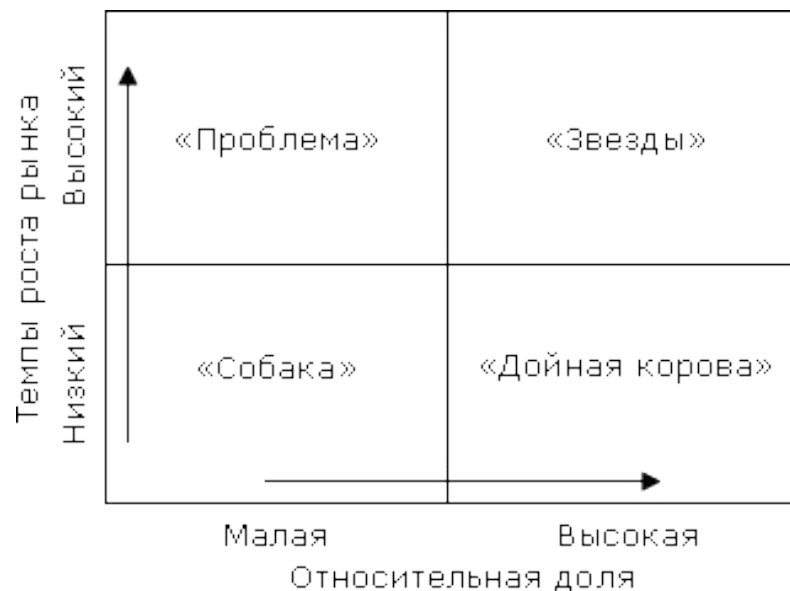 Темпы роста рынка
Высокий
Низкий
«Проблема»
«Звезды»
«Собака»
«Дойная корова»
Малая
Высокая
Относительная доля